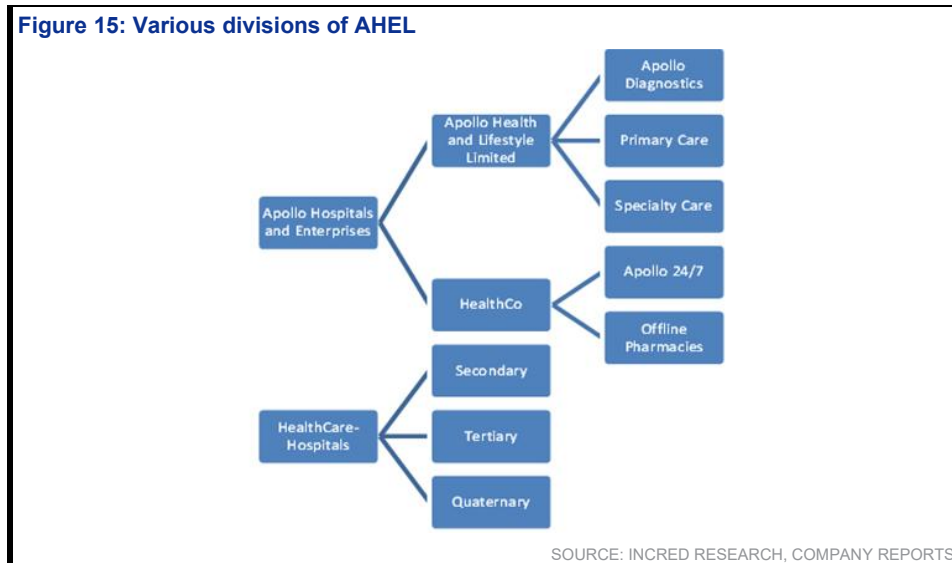 Figure 15: Various divisions of AHEL
Apollo Hospitals
and Enterprises
Apollo Health
and Lifestyle
Limited
Apollo
Diagnostics
Primary Care
Specialty Care
HealthCo
Apollo 24/7
Offline
Pharmacies
HealthCare-
Hospitals
Secondary
Tertiary
Quaternary
SOURCE: INCRED RESEARCH, COMPANY REPORTS